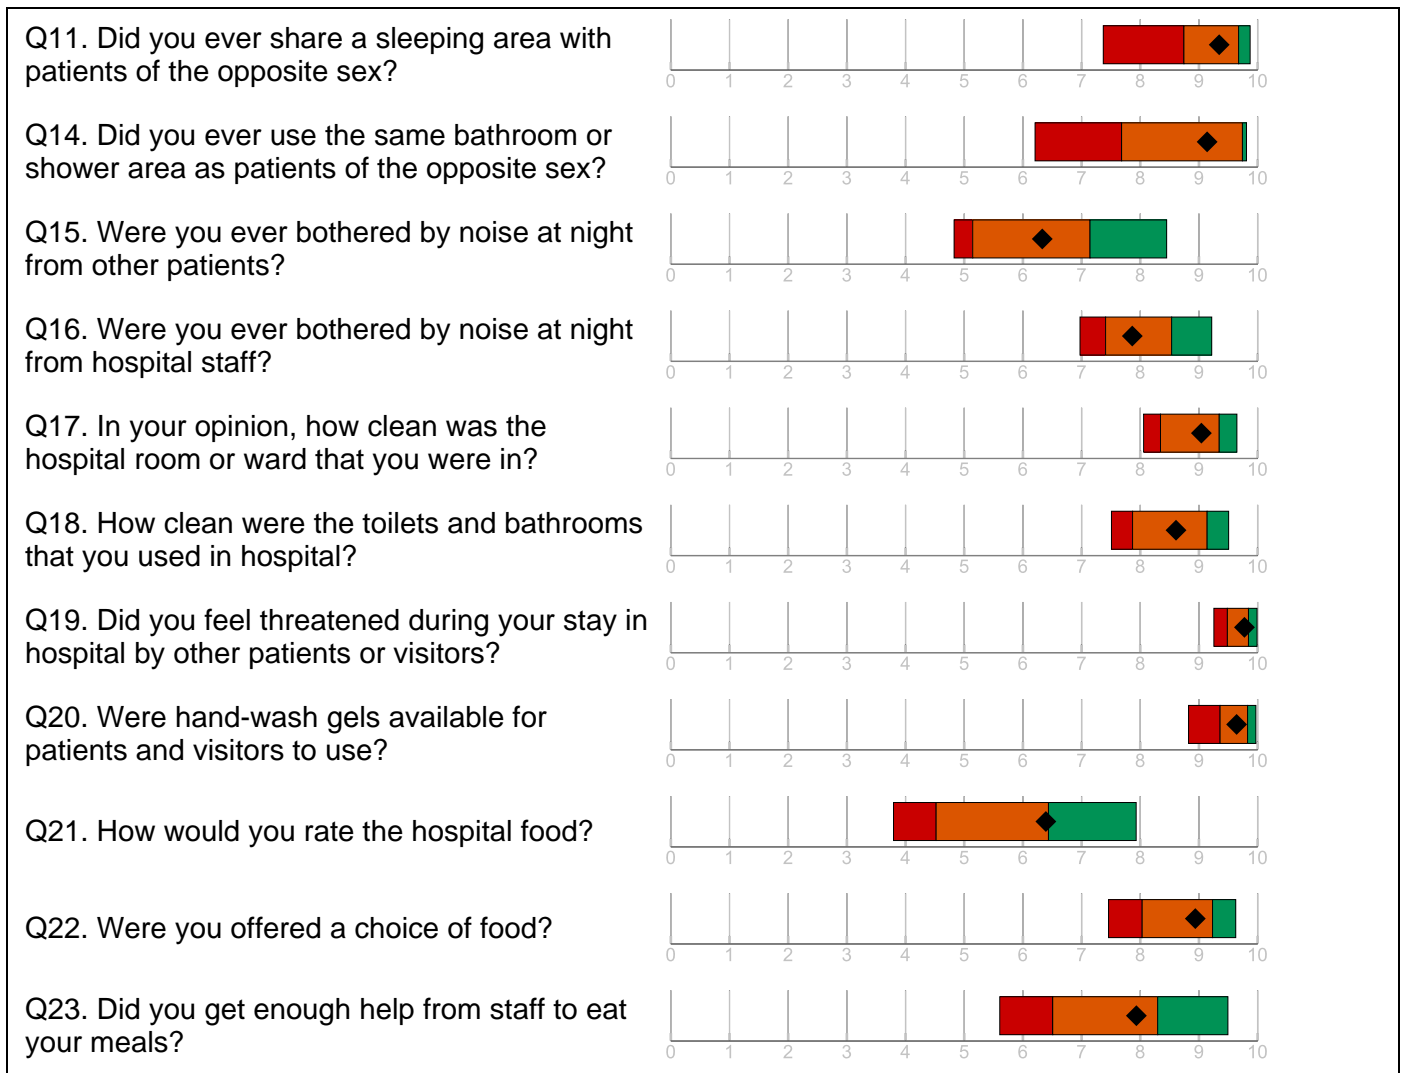 Q11. Did you ever share a sleeping area with
patients of the opposite sex?
0 1 2 3 4 5 6 7 8 9 10
Q14. Did you ever use the same bathroom or
shower area as patients of the opposite sex?
0 1 2 3 4 5 6 7 8 9 10
Q15. Were you ever bothered by noise at night
from other patients?
0 1 2 3 4 5 6 7 8 9 10
Q16. Were you ever bothered by noise at night
from hospital staff?
0 1 2 3 4 5 6 7 8 9 10
Q17. In your opinion, how clean was the
hospital room or ward that you were in?
0 1 2 3 4 5 6 7 8 9 10
Q18. How clean were the toilets and bathrooms
that you used in hospital?
0 1 2 3 4 5 6 7 8 9 10
Q19. Did you feel threatened during your stay in
hospital by other patients or visitors?
0 1 2 3 4 5 6 7 8 9 10
Q20. Were hand-wash gels available for
patients and visitors to use?
0 1 2 3 4 5 6 7 8 9 10
Q21. How would you rate the hospital food?
0 1 2 3 4 5 6 7 8 9 10
Q22. Were you offered a choice of food?
0 1 2 3 4 5 6 7 8 9 10
Q23. Did you get enough help from staff to eat
your meals?
0 1 2 3 4 5 6 7 8 9 10